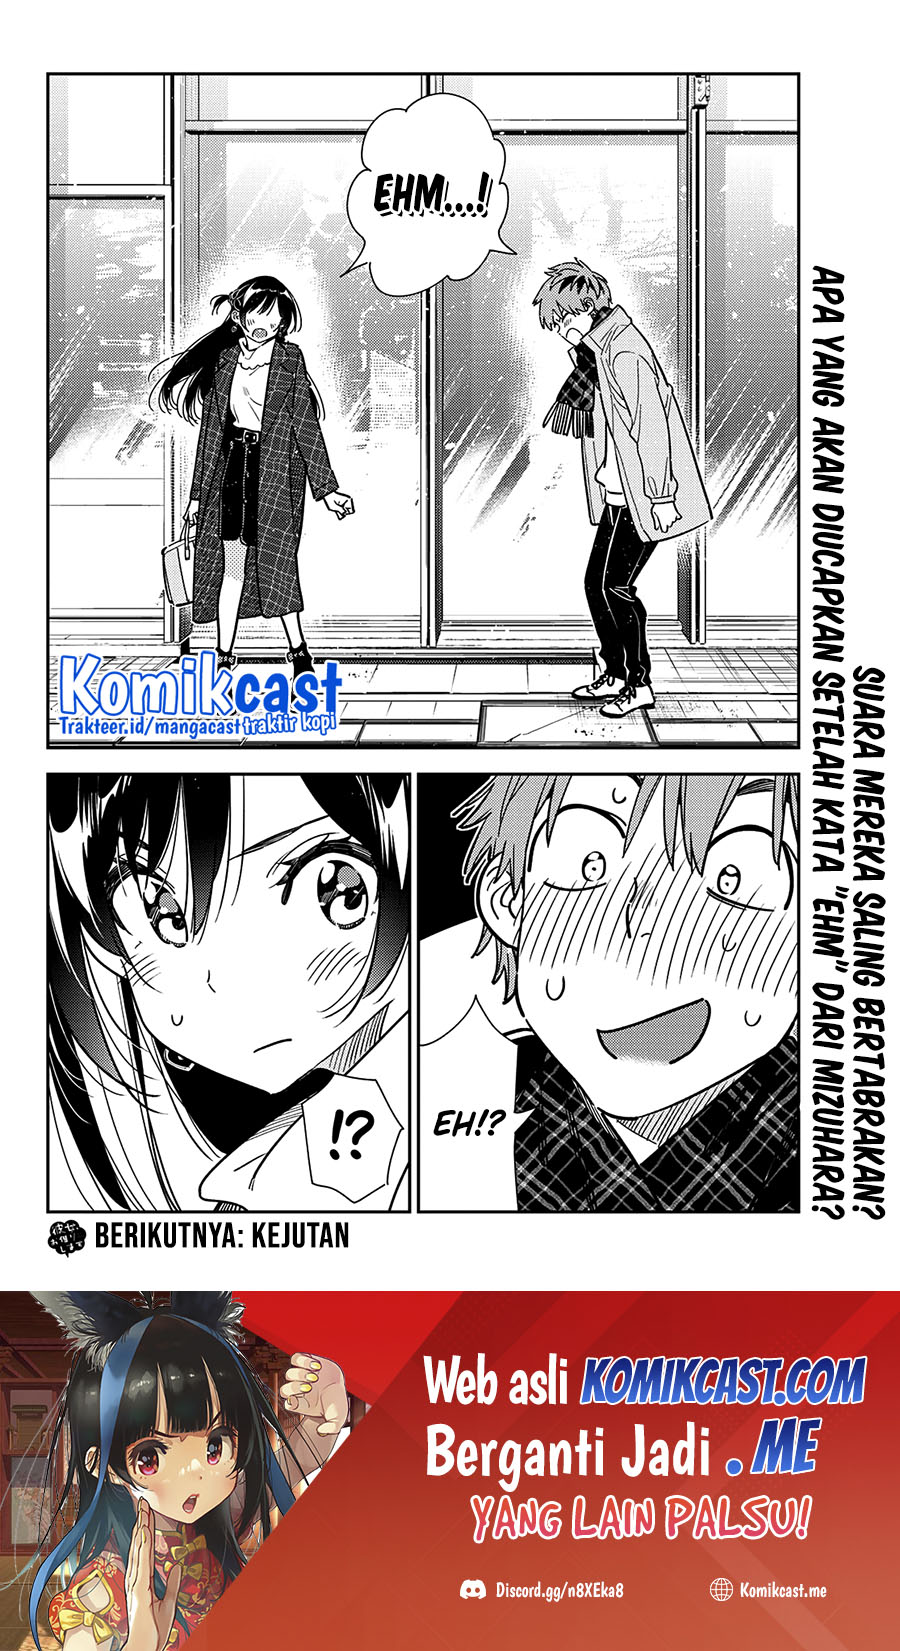 EHM...!
SUARA MEREKA SALING BERTABRAKAN?
APA YANG AKAN DIUCAPKAN SETELAH KATA "EHM" DARI MIZUHARA?
Komikcast
Trakteer.id/mangacast traktir kopi
EH!?
!?
BERIKUTNYA: KEJUTAN
Web asli KOMIKCAST.COM
Berganti Jadi .ME
YANG LAIN PALSU!
Discord.gg/n8XEka8
Komikcast.me